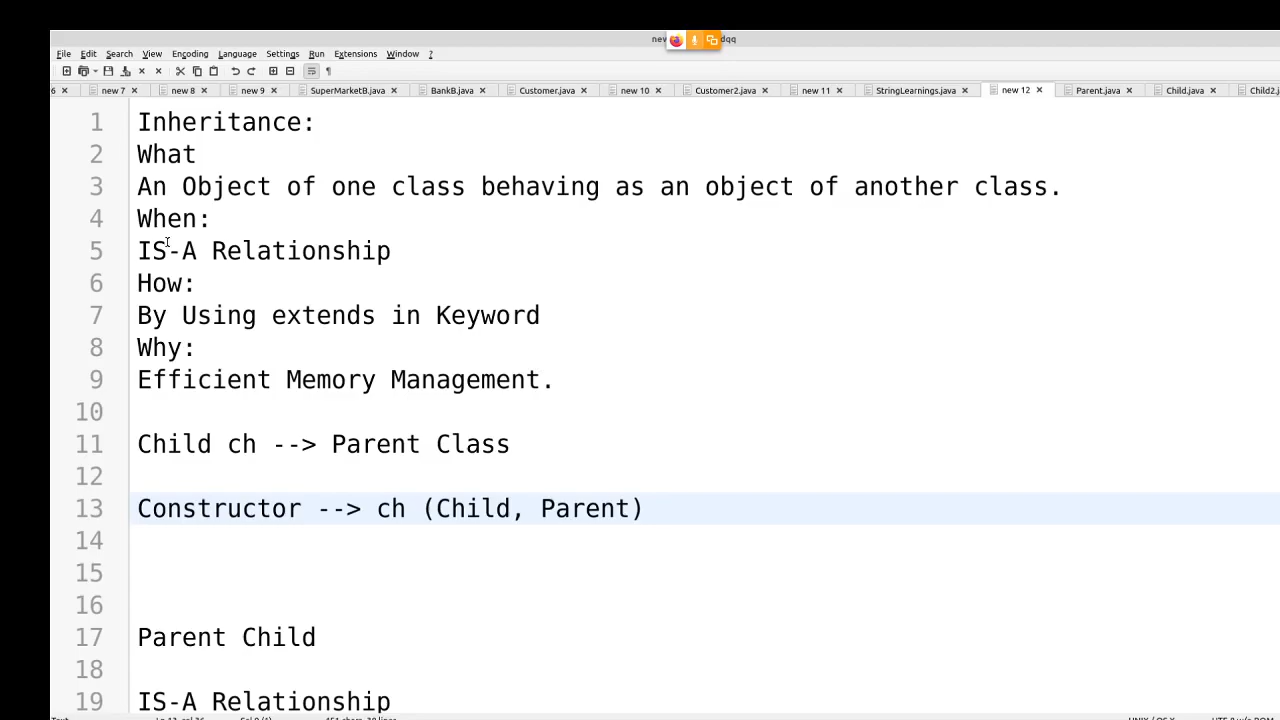 new dqq
File Edit Search View Encoding Language Settings Run Extensions Window ?
6 new 7 new 8 new 9 SuperMarketB.java BankB.java Customer.java new 10 Customer2.java new 11 StringLearnings.java new 12 Parent.java Child.java Child2.j
1 Inheritance:
2 What
3 An Object of one class behaving as an object of another class.
4 When:
5 IS-A Relationship
6 How:
7 By Using extends in Keyword
8 Why:
9 Efficient Memory Management.
10
11 Child ch --> Parent Class
12
13 Constructor --> ch (Child, Parent)
14
15
16
17 Parent Child
18
19 IS-A Relationship